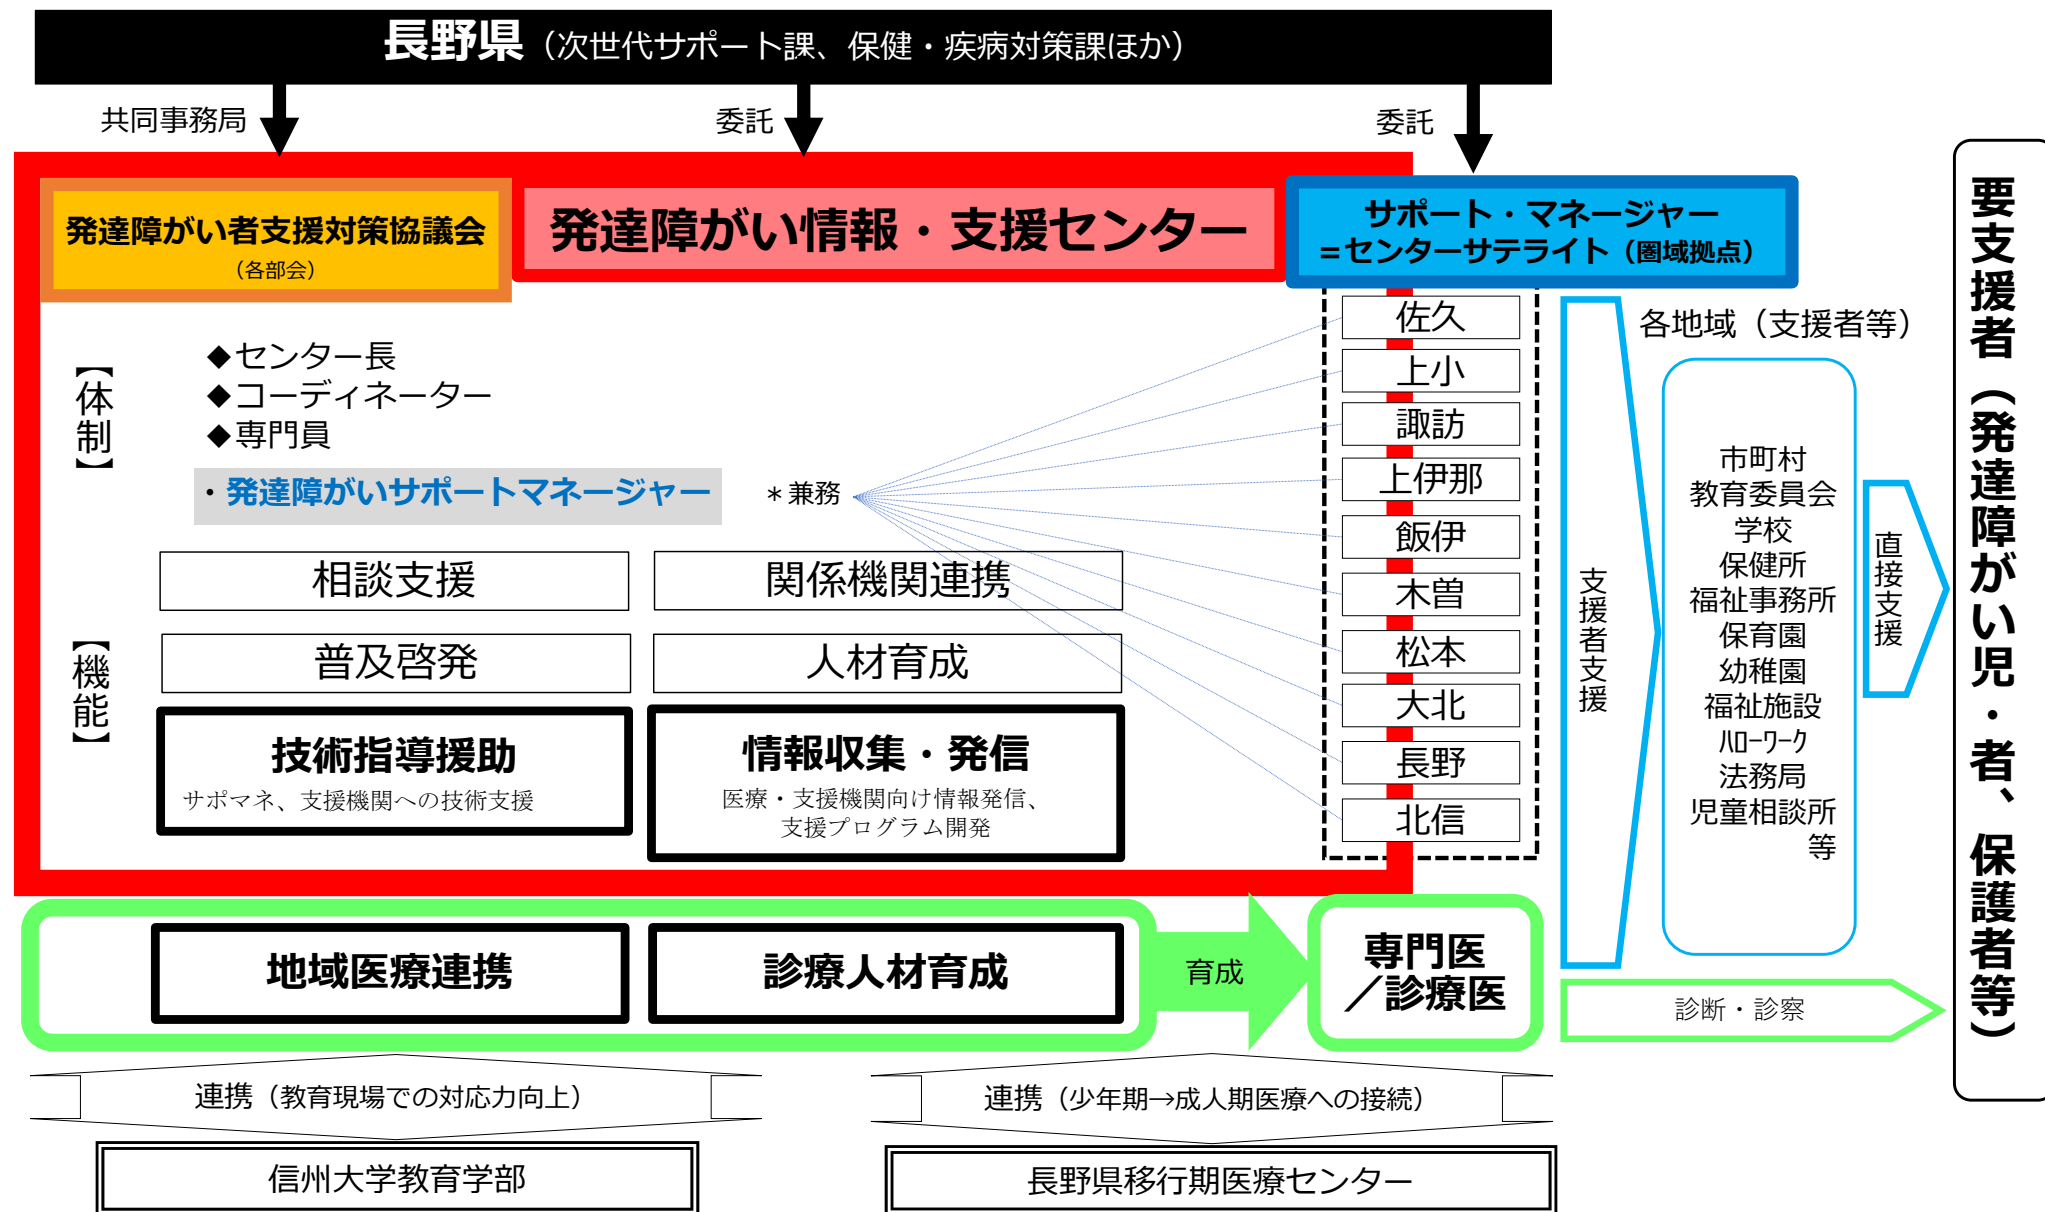 長野県（次世代サポート課、保健・疾病対策課ほか）
共同事務局
委託
委託
発達障がい者支援対策協議会
（各部会）
発達障がい情報・支援センター
サポート・マネージャー
＝センターサテライト（圏域拠点）
【体制】
◆センター長
◆コーディネーター
◆専門員
・発達障がいサポートマネージャー
＊兼務
【機能】
相談支援
関係機関連携
普及啓発
人材育成
技術指導援助
サポマネ、支援機関への技術支援
情報収集・発信
医療・支援機関向け情報発信、
支援プログラム開発
佐久
上小
諏訪
上伊那
飯伊
木曽
松本
大北
長野
北信
支援者支援
各地域（支援者等）
市町村
教育委員会
学校
保健所
福祉事務所
保育園
幼稚園
福祉施設
ﾊﾛｰﾜｰｸ
法務局
児童相談所
等
直接支援
要支援者（発達障がい児・者、保護者等）
地域医療連携
診療人材育成
育成
専門医
／診療医
診断・診察
連携（教育現場での対応力向上）
連携（少年期→成人期医療への接続）
信州大学教育学部
長野県移行期医療センター